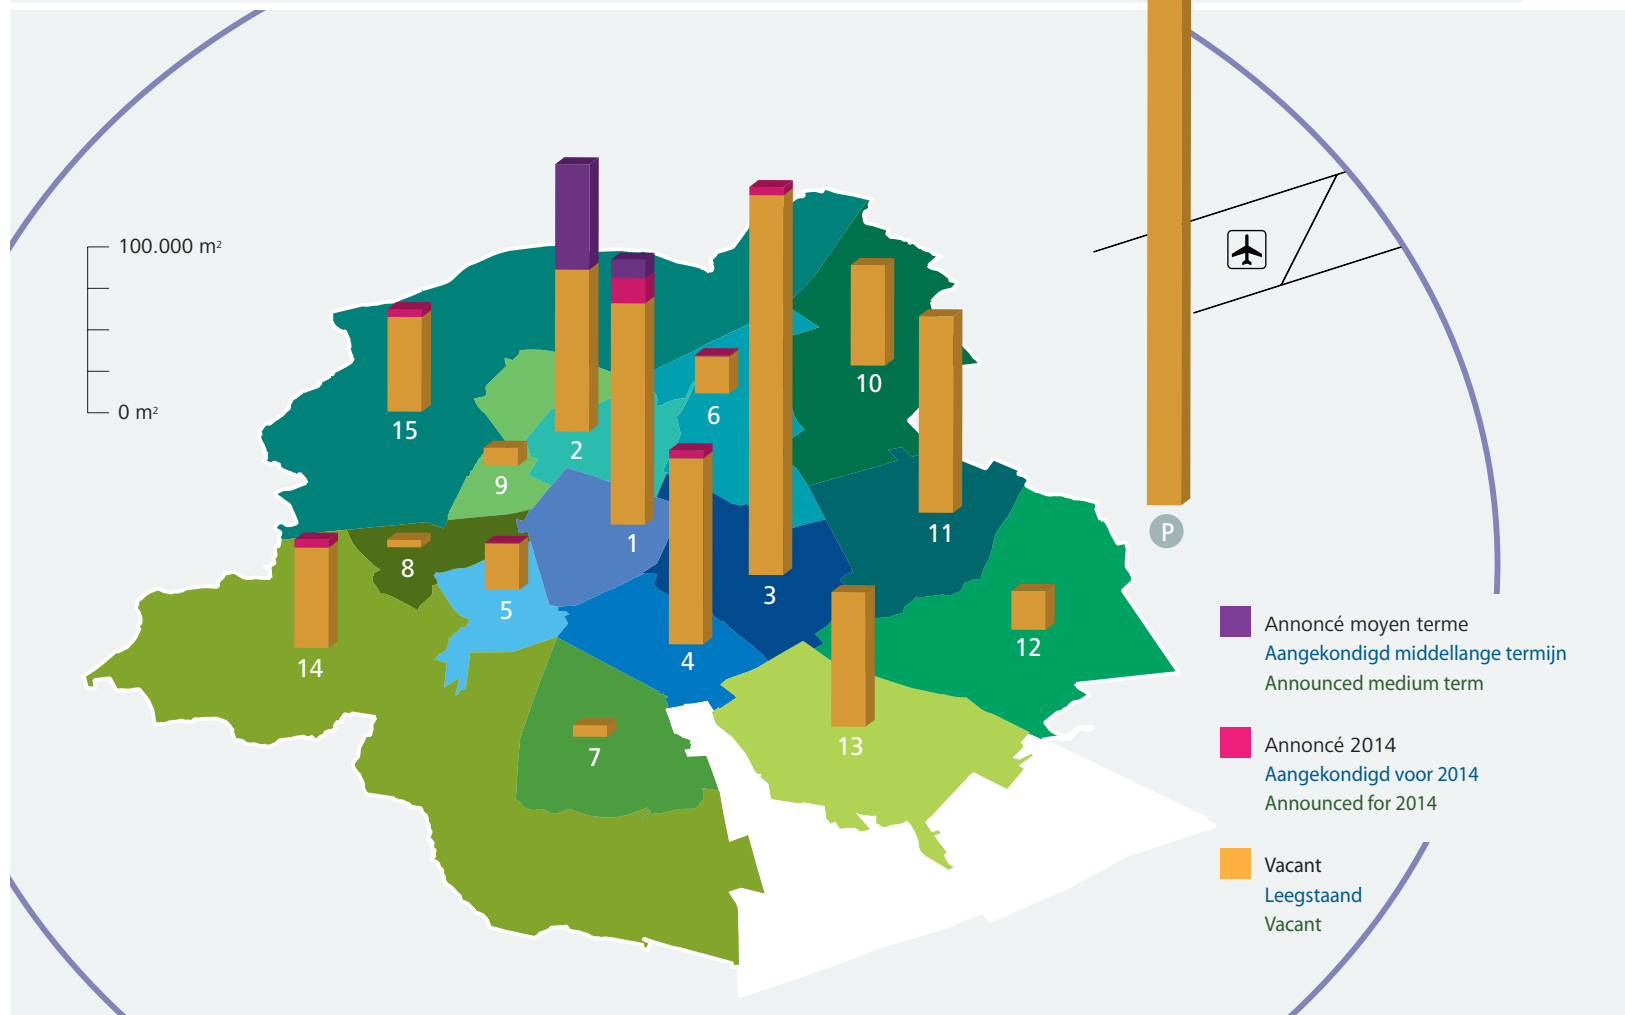 100.000 m²
0 m²
15
2
9
8
14
5
1
6
4
3
10
11
7
13
12
P
Annoncé moyen terme
Aangekondigd middellange termijn
Announced medium term
Annoncé 2014
Aangekondigd voor 2014
Announced for 2014
Vacant
Leegstaand
Vacant